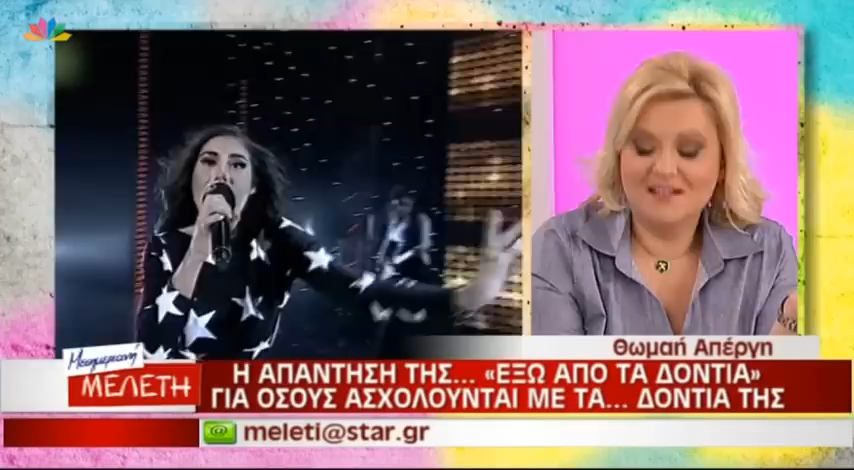 Θωμαή Απέργη
Μεσημεριανή
ΜΕΛΕΤΗ
Η ΑΠΑΝΤΗΣΗ ΤΗΣ... «ΕΞΩ ΑΠΟ ΤΑ ΔΟΝΤΙΑ»
ΓΙΑ ΟΣΟΥΣ ΑΣΧΟΛΟΥΝΤΑΙ ΜΕ ΤΑ... ΔΟΝΤΙΑ ΤΗΣ
@ meleti@star.gr